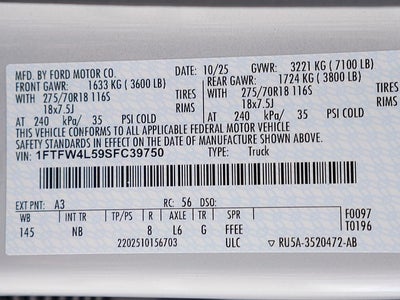 MFD. BY FORD MOTOR CO. DATE: 10/25 GVWR: 3221 KG (7100 LB)
FRONT GAWR: 1633 KG (3600 LB) REAR GAWR: 1724 KG (3800 LB)
WITH 275/70R18 116S TIRES WITH 275/70R18 116S TIRES
18x7.5J RIMS 18x7.5J RIMS
AT 240 kPa/ 35 PSI COLD AT 240 kPa/ 35 PSI COLD
THIS VEHICLE CONFORMS TO ALL APPLICABLE FEDERAL MOTOR VEHICLE
SAFETY STANDARDS IN EFFECT ON THE DATE OF MANUFACTURE SHOWN ABOVE.
VIN: 1FTFW4L59SFC39750 TYPE: Truck
EXT PNT: A3 RC: 56 DSO: F0097
WB INT TR TP/PS R AXLE TR SPR T0196
145 NB 8 L6 G FFEE
2202510156703 ULC ▽ RU5A-3520472-AB